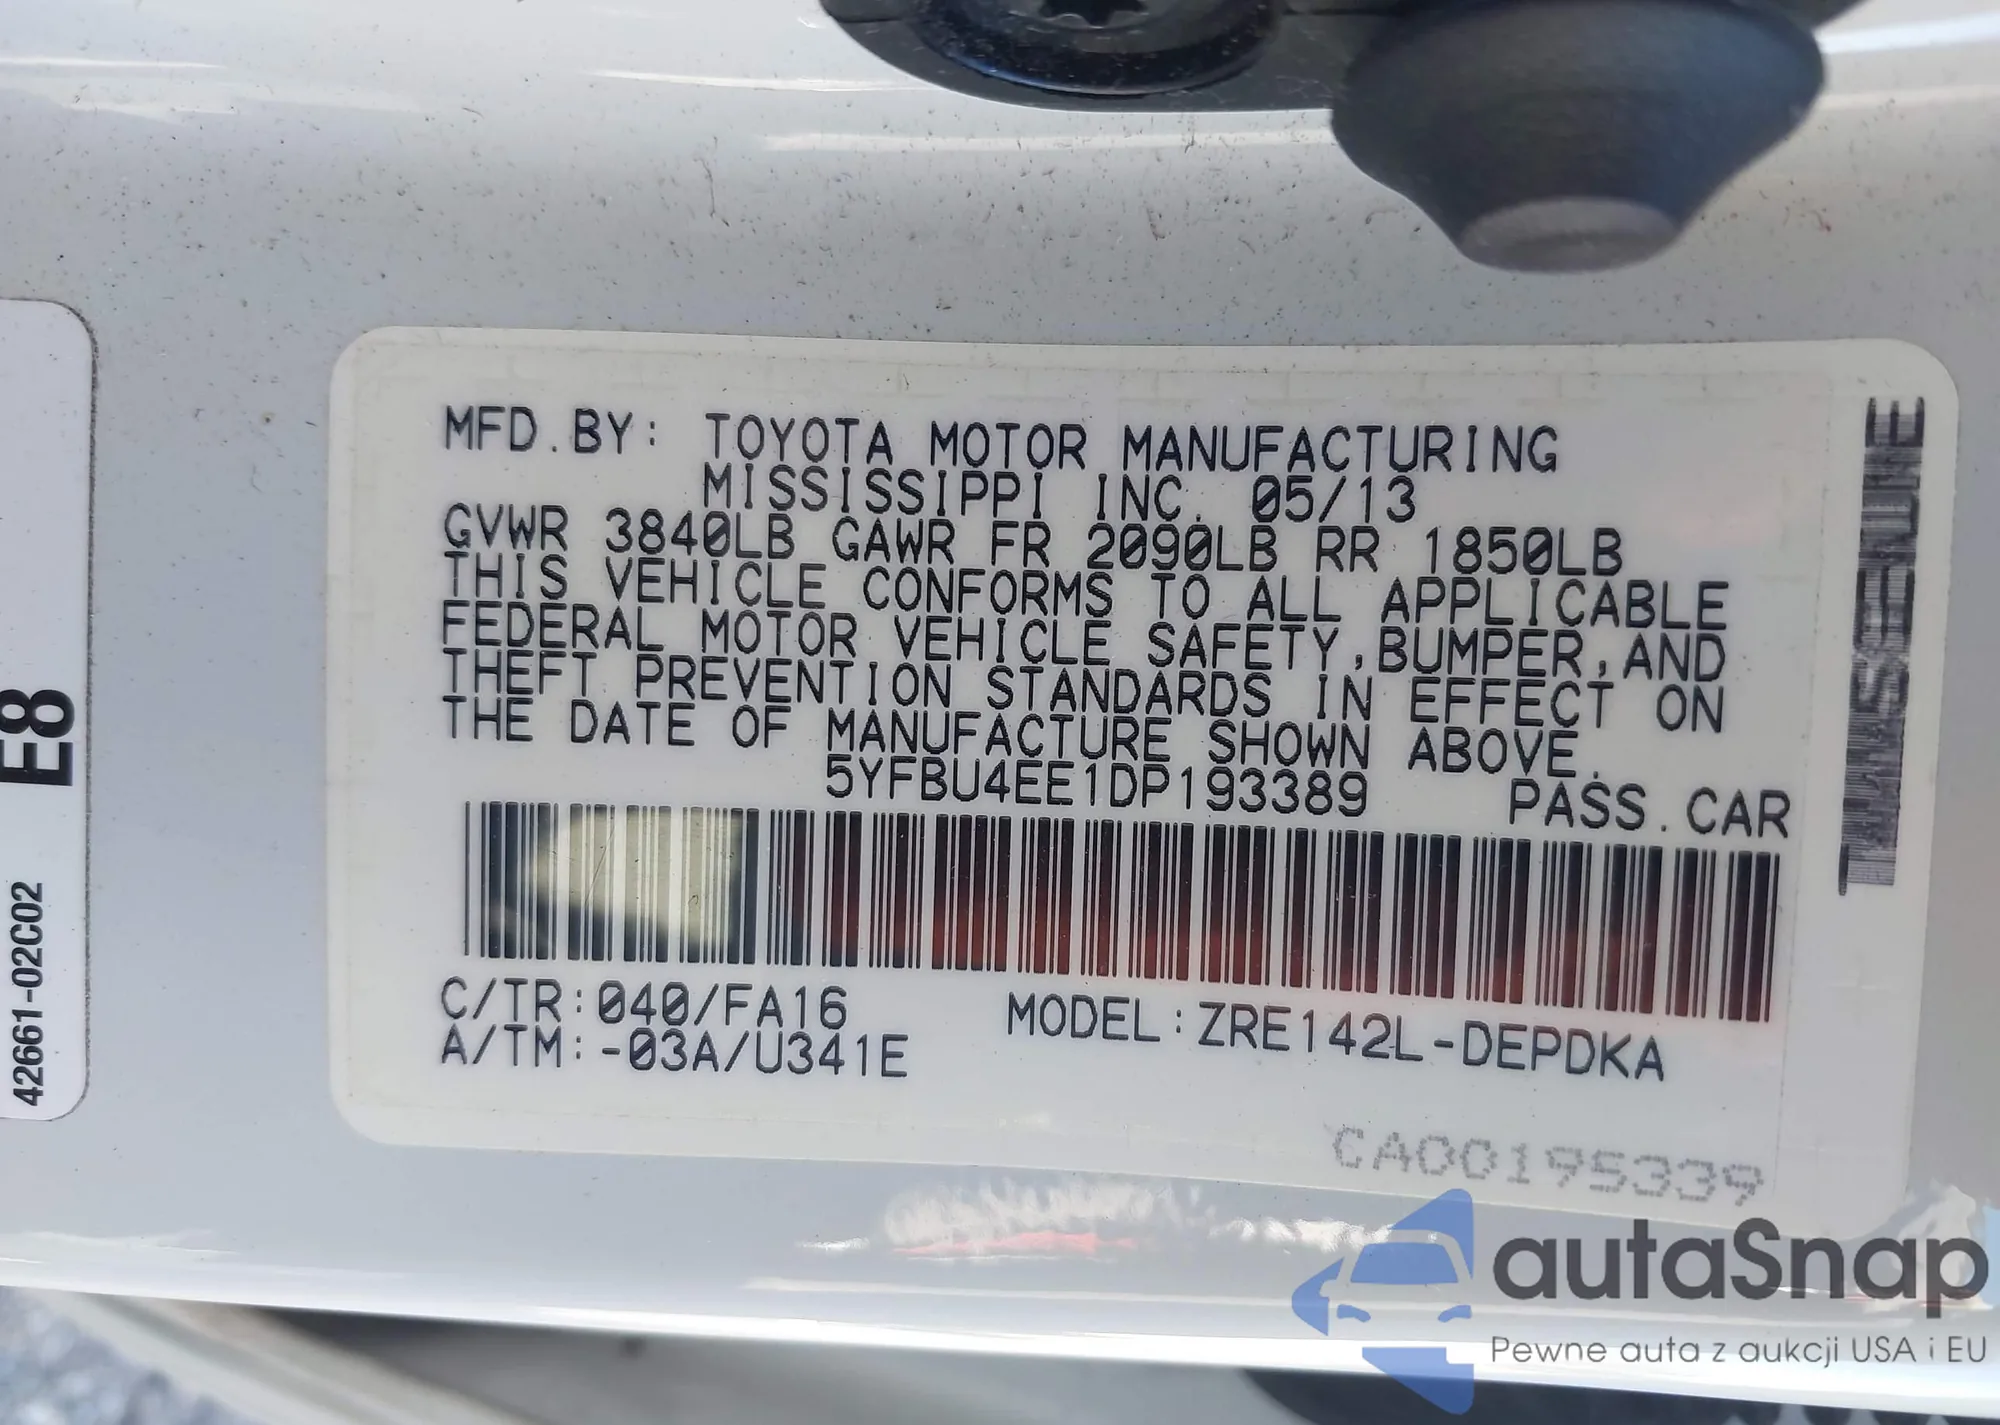 MFD.BY: TOYOTA MOTOR MANUFACTURING
MISSISSIPPI INC. 05/13
GVWR 3840LB GAWR FR 2090LB RR 1850LB
THIS VEHICLE CONFORMS TO ALL APPLICABLE
FEDERAL MOTOR VEHICLE SAFETY,BUMPER,AND
THEFT PREVENTION STANDARDS IN EFFECT ON
THE DATE OF MANUFACTURE SHOWN ABOVE.
5YFBU4EE1DP193389 PASS.CAR
C/TR:040/FA16 MODEL:ZRE142L-DEPDKA
A/TM:-03A/U341E
CA00195339
E8
42661-02C02
autaSnap
Pewne auta z aukcji USA i EU